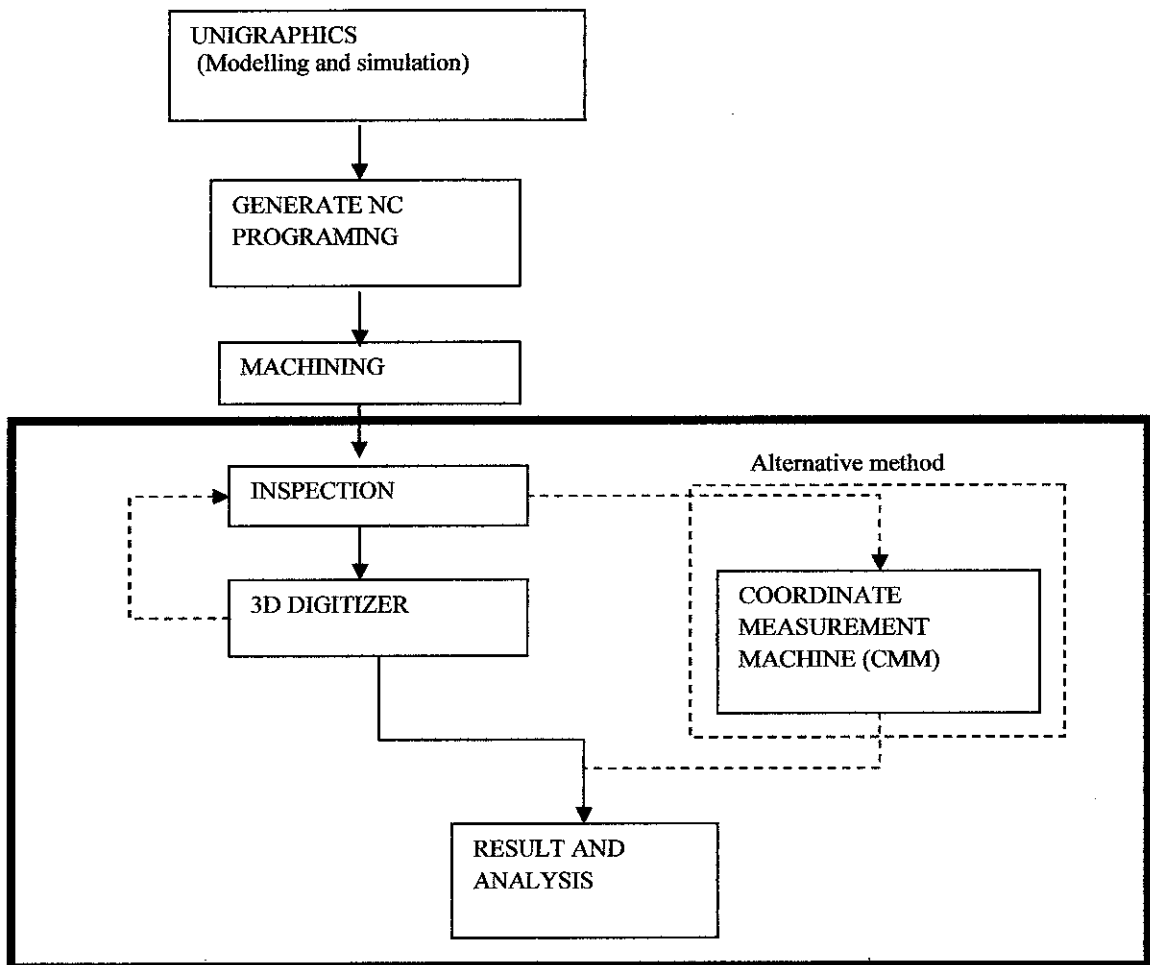 UNIGRAPHICS
(Modelling and simulation)
GENERATE NC
PROGRAMING
MACHINING
Alternative method
INSPECTION
3D DIGITIZER
COORDINATE
MEASUREMENT
MACHINE (CMM)
RESULT AND
ANALYSIS